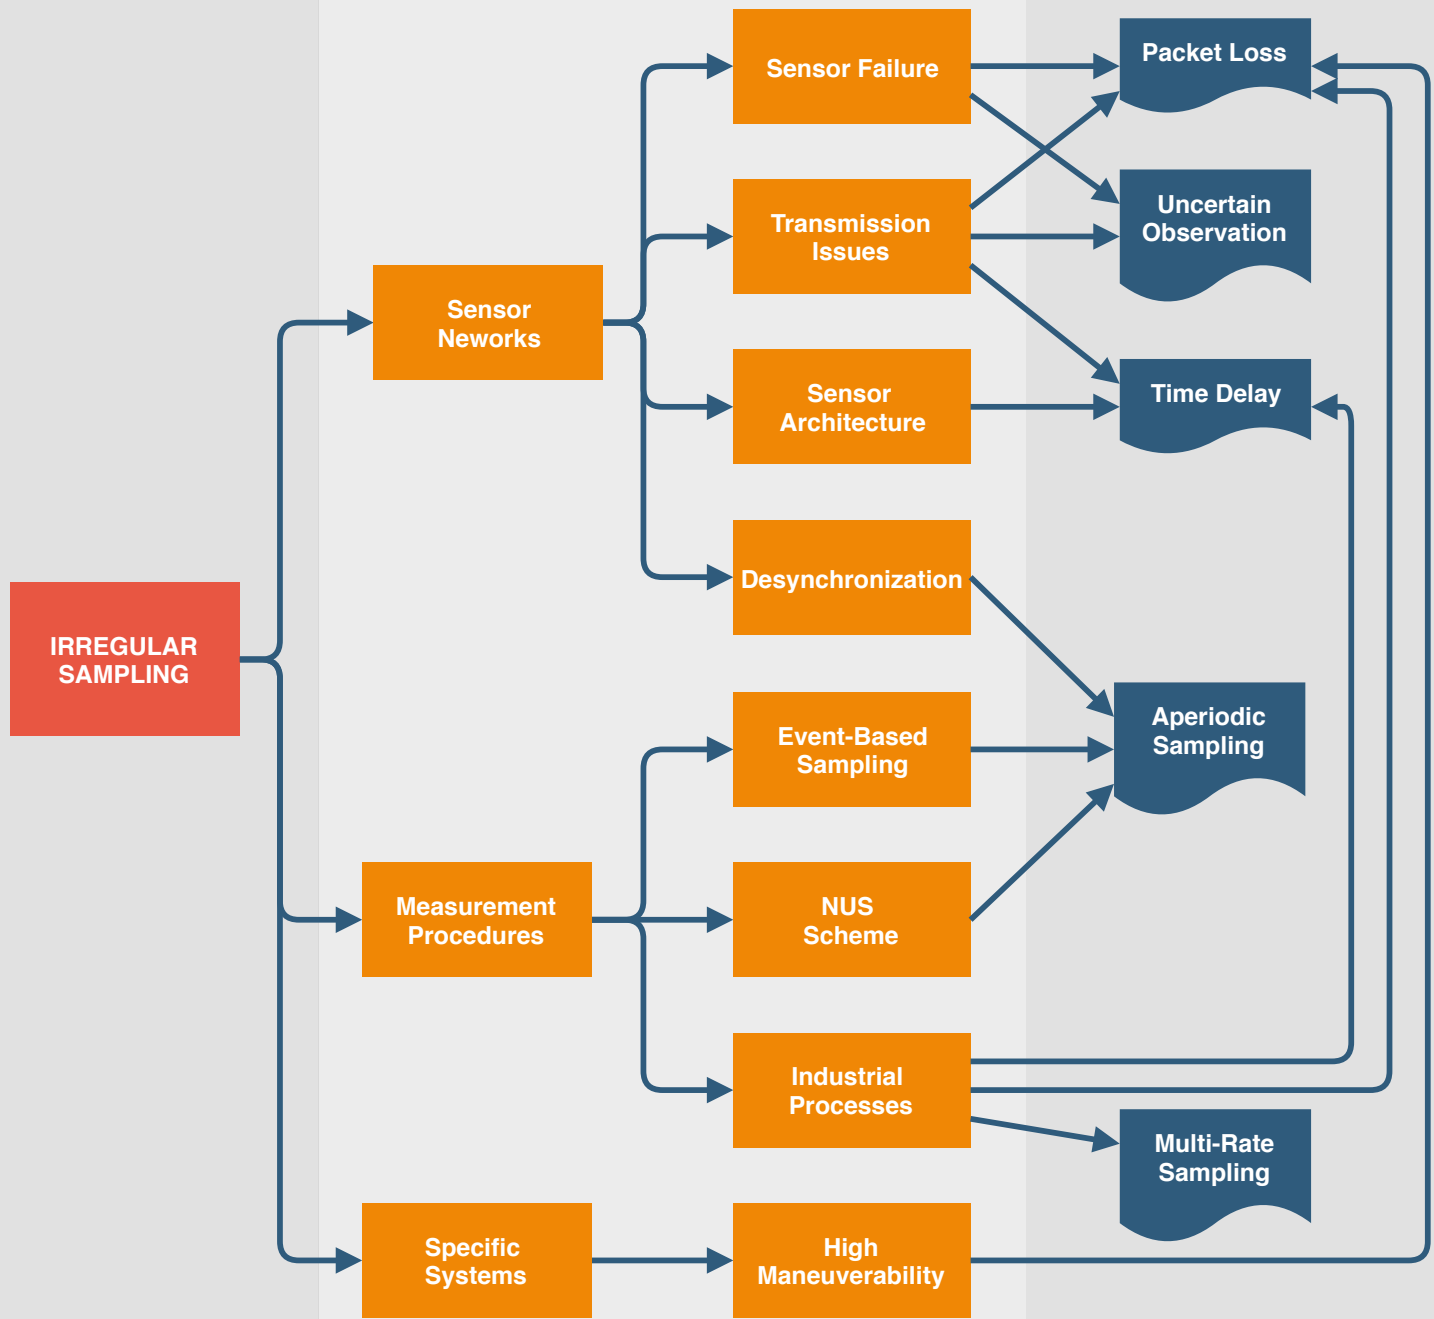 Sensor Failure
Packet Loss
Transmission
Issues
Uncertain
Observation
Sensor
Neworks
Sensor
Architecture
Time Delay
Desynchronization
IRREGULAR
SAMPLING
Event-Based
Sampling
Aperiodic
Sampling
Measurement
Procedures
NUS
Scheme
Industrial
Processes
Multi-Rate
Sampling
Specific
Systems
High
Maneuverability